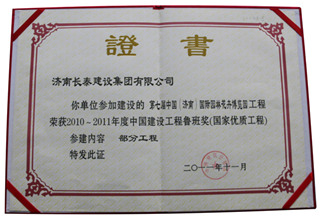 證書
济南长泰建设集团有限公司
你单位参加建设的 第七届中国（济南）国际园林花卉博览园工程
荣获2010～2011年度中国建设工程鲁班奖(国家优质工程)
参建内容 部分工程
特发此证
二〇一一年十一月